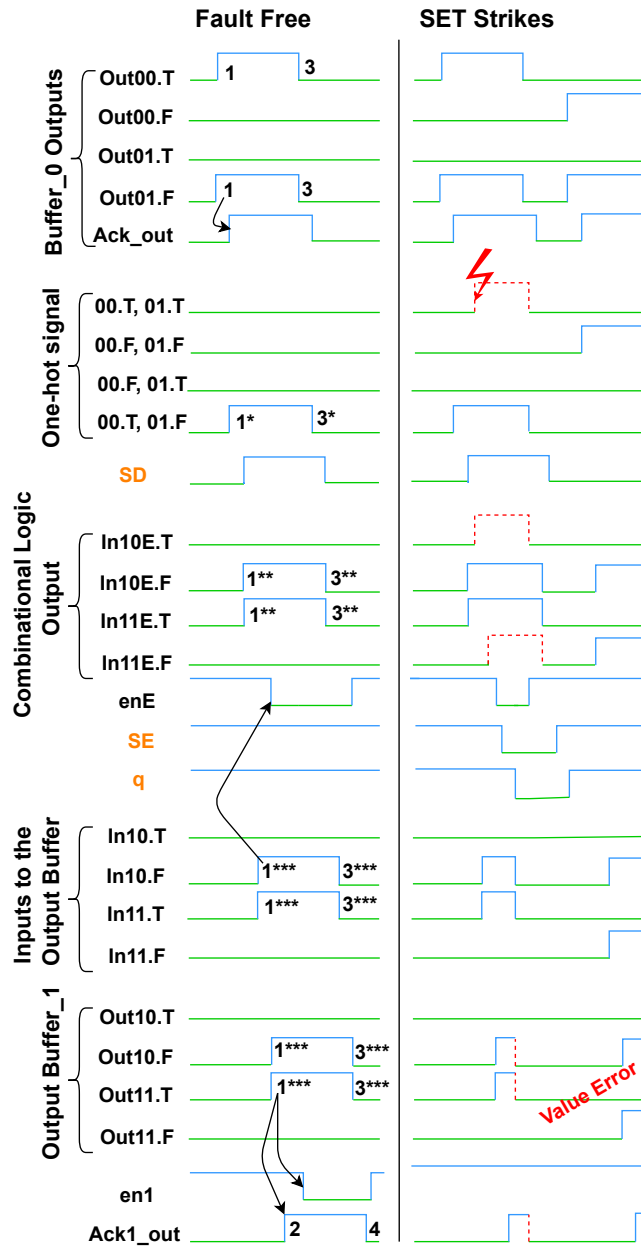 Fault Free
SET Strikes
Buffer_0 Outputs
Out00.T
1
3
Out00.F
Out01.T
Out01.F
1
3
Ack_out
One-hot signal
00.T, 01.T
00.F, 01.F
00.F, 01.T
00.T, 01.F
1*
3*
SD
Combinational Logic
Output
In10E.T
In10E.F
1**
3**
In11E.T
1**
3**
In11E.F
enE
SE
q
Inputs to the
Output Buffer
In10.T
In10.F
1***
3***
In11.T
1***
3***
In11.F
Output Buffer_1
Out10.T
Out10.F
1***
3***
Out11.T
1***
3***
Out11.F
Value Error
en1
Ack1_out
2
4